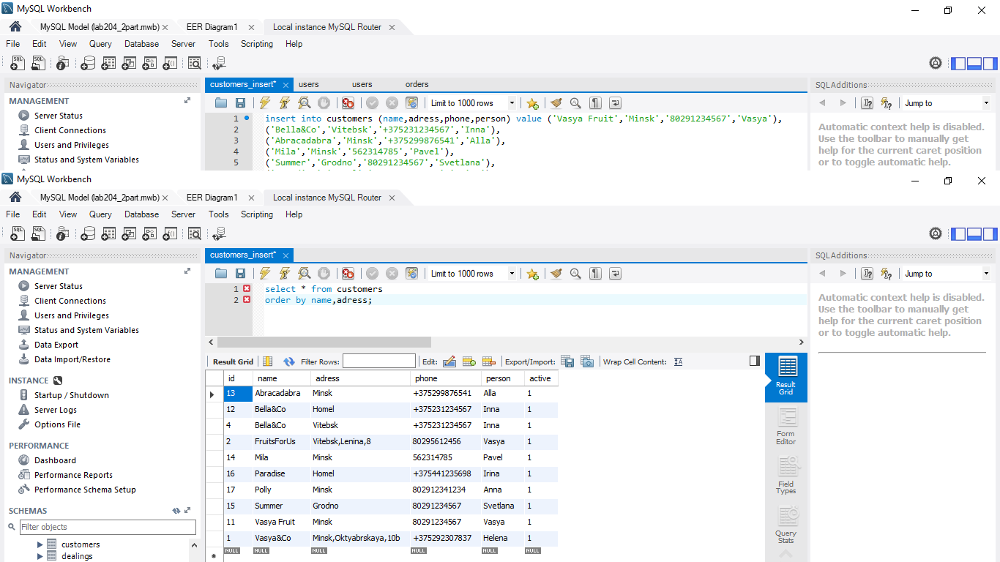 MySQL Workbench
MySQL Model (lab204_2part.mwb) EER Diagram1 Local instance MySQL Router
File Edit View Query Database Server Tools Scripting Help
Navigator
customers_insert* users users orders
SQLAdditions
MANAGEMENT
Server Status
Client Connections
Users and Privileges
Status and System Variables
Limit to 1000 rows
Jump to
1 insert into customers (name,adress,phone,person) value ('Vasya Fruit','Minsk','80291234567','Vasya'),
2 ('Bella&Co','Vitebsk','+375231234567','Inna'),
3 ('Abracadabra','Minsk','+375299876541','Alla'),
4 ('Mila','Minsk','562314785','Pavel'),
5 ('Summer','Grodno','80291234567','Svetlana'),
Automatic context help is disabled.
Use the toolbar to manually get
help for the current caret position
or to toggle automatic help.
MySQL Workbench
MySQL Model (lab204_2part.mwb) EER Diagram1 Local instance MySQL Router
File Edit View Query Database Server Tools Scripting Help
Navigator
MANAGEMENT
Server Status
Client Connections
Users and Privileges
Status and System Variables
Data Export
Data Import/Restore
INSTANCE
Startup / Shutdown
Server Logs
Options File
PERFORMANCE
Dashboard
Performance Reports
Performance Schema Setup
SCHEMAS
Filter objects
customers
dealings
customers_insert*
Limit to 1000 rows
1 select * from customers
2 order by name,adress;
Result Grid Filter Rows: Edit: Export/Import: Wrap Cell Content:
id name adress phone person active
13 Abracadabra Minsk +375299876541 Alla 1
12 Bella&Co Homel +375231234567 Inna 1
4 Bella&Co Vitebsk +375231234567 Inna 1
2 FruitsForUs Vitebsk,Lenina,8 80295612456 Vasya 1
14 Mila Minsk 562314785 Pavel 1
16 Paradise Homel +375441235698 Irina 1
17 Polly Minsk 802912341234 Anna 1
15 Summer Grodno 80291234567 Svetlana 1
11 Vasya Fruit Minsk 80291234567 Vasya 1
1 Vasya&Co Minsk,Oktyabrskaya,10b +375292307837 Helena 1
NULL NULL NULL NULL NULL NULL
Result
Grid
Form
Editor
Field
Types
Query
Stats
SQLAdditions
Jump to
Automatic context help is disabled.
Use the toolbar to manually get
help for the current caret position
or to toggle automatic help.